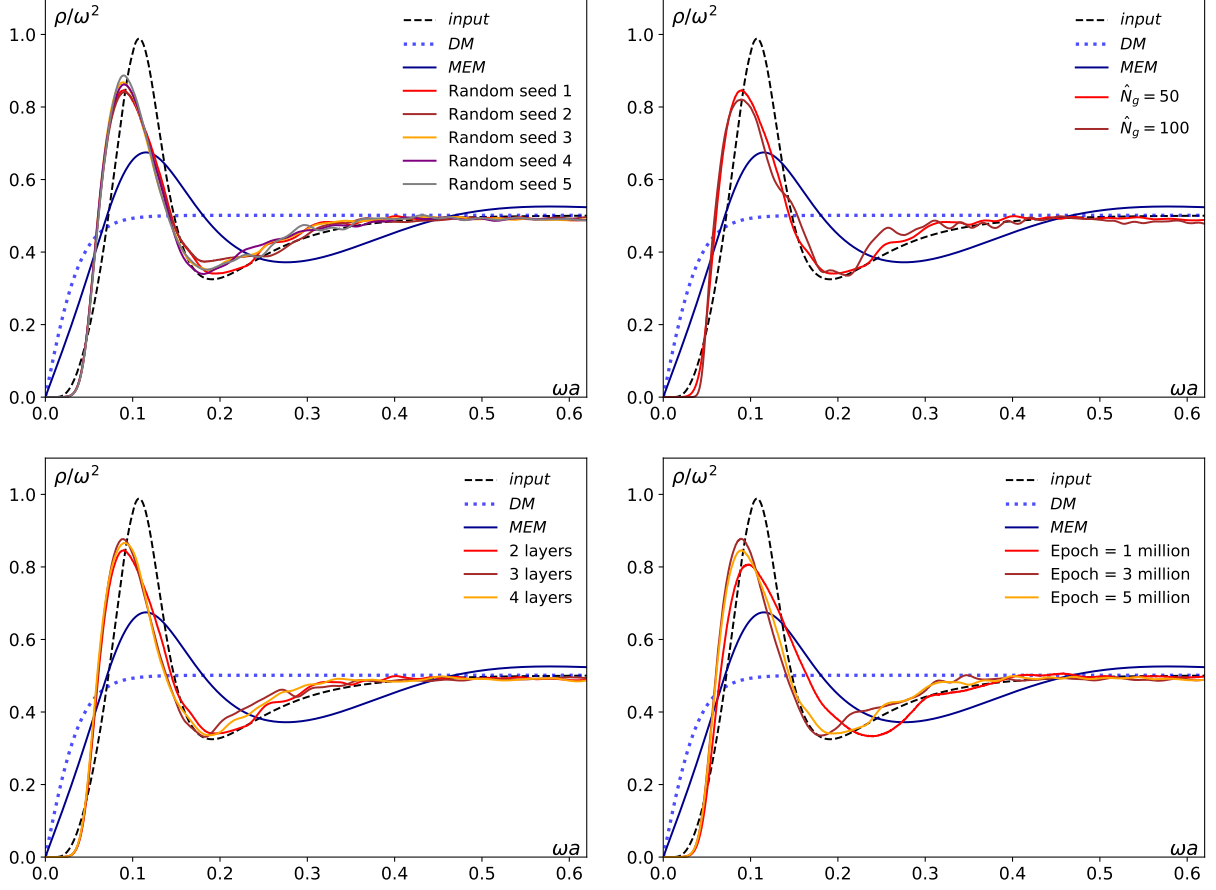 ρ/ω²
1.0
0.8
0.6
0.4
0.2
0.0
0.0 0.1 0.2 0.3 0.4 0.5 0.6
ωa
input
DM
MEM
Random seed 1
Random seed 2
Random seed 3
Random seed 4
Random seed 5
ρ/ω²
1.0
0.8
0.6
0.4
0.2
0.0
0.0 0.1 0.2 0.3 0.4 0.5 0.6
ωa
input
DM
MEM
N̂_g = 50
N̂_g = 100
ρ/ω²
1.0
0.8
0.6
0.4
0.2
0.0
0.0 0.1 0.2 0.3 0.4 0.5 0.6
ωa
input
DM
MEM
2 layers
3 layers
4 layers
ρ/ω²
1.0
0.8
0.6
0.4
0.2
0.0
0.0 0.1 0.2 0.3 0.4 0.5 0.6
ωa
input
DM
MEM
Epoch = 1 million
Epoch = 3 million
Epoch = 5 million